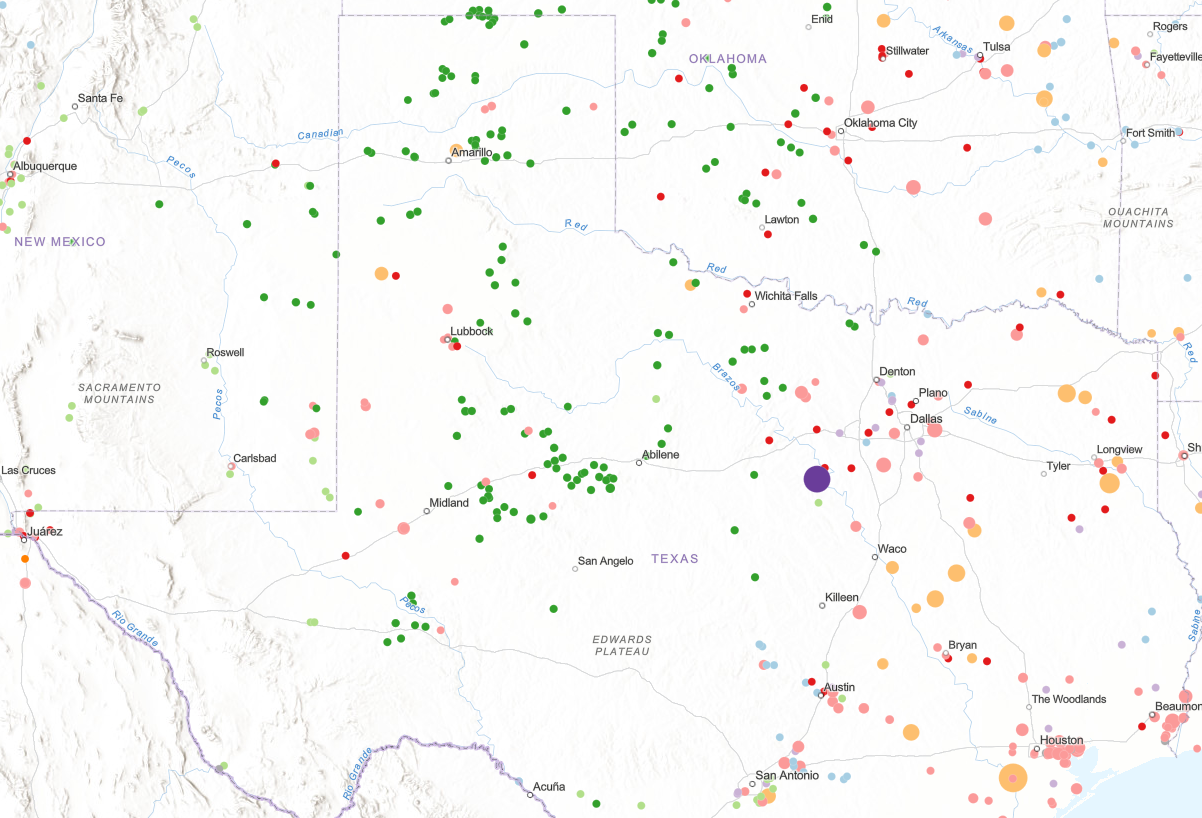 Enid
Rogers
Arkansas
Stillwater
Tulsa
OKLAHOMA
Fayetteville
Santa Fe
Canadian
Oklahoma City
Fort Smith
Amarillo
Pecos
Albuquerque
Lawton
OUACHITA
MOUNTAINS
Red
NEW MEXICO
Red
Wichita Falls
Red
Lubbock
Roswell
Red
SACRAMENTO
MOUNTAINS
Pecos
Brazos
Denton
Plano
Sabine
Dallas
Abilene
Longview
Sh
Carlsbad
Las Cruces
Tyler
Midland
Juárez
Waco
San Angelo
TEXAS
Killeen
Pecos
Rio Grande
Sabine
EDWARDS
PLATEAU
Bryan
Austin
The Woodlands
Beaumon
Houston
Rio Grande
San Antonio
Acuña